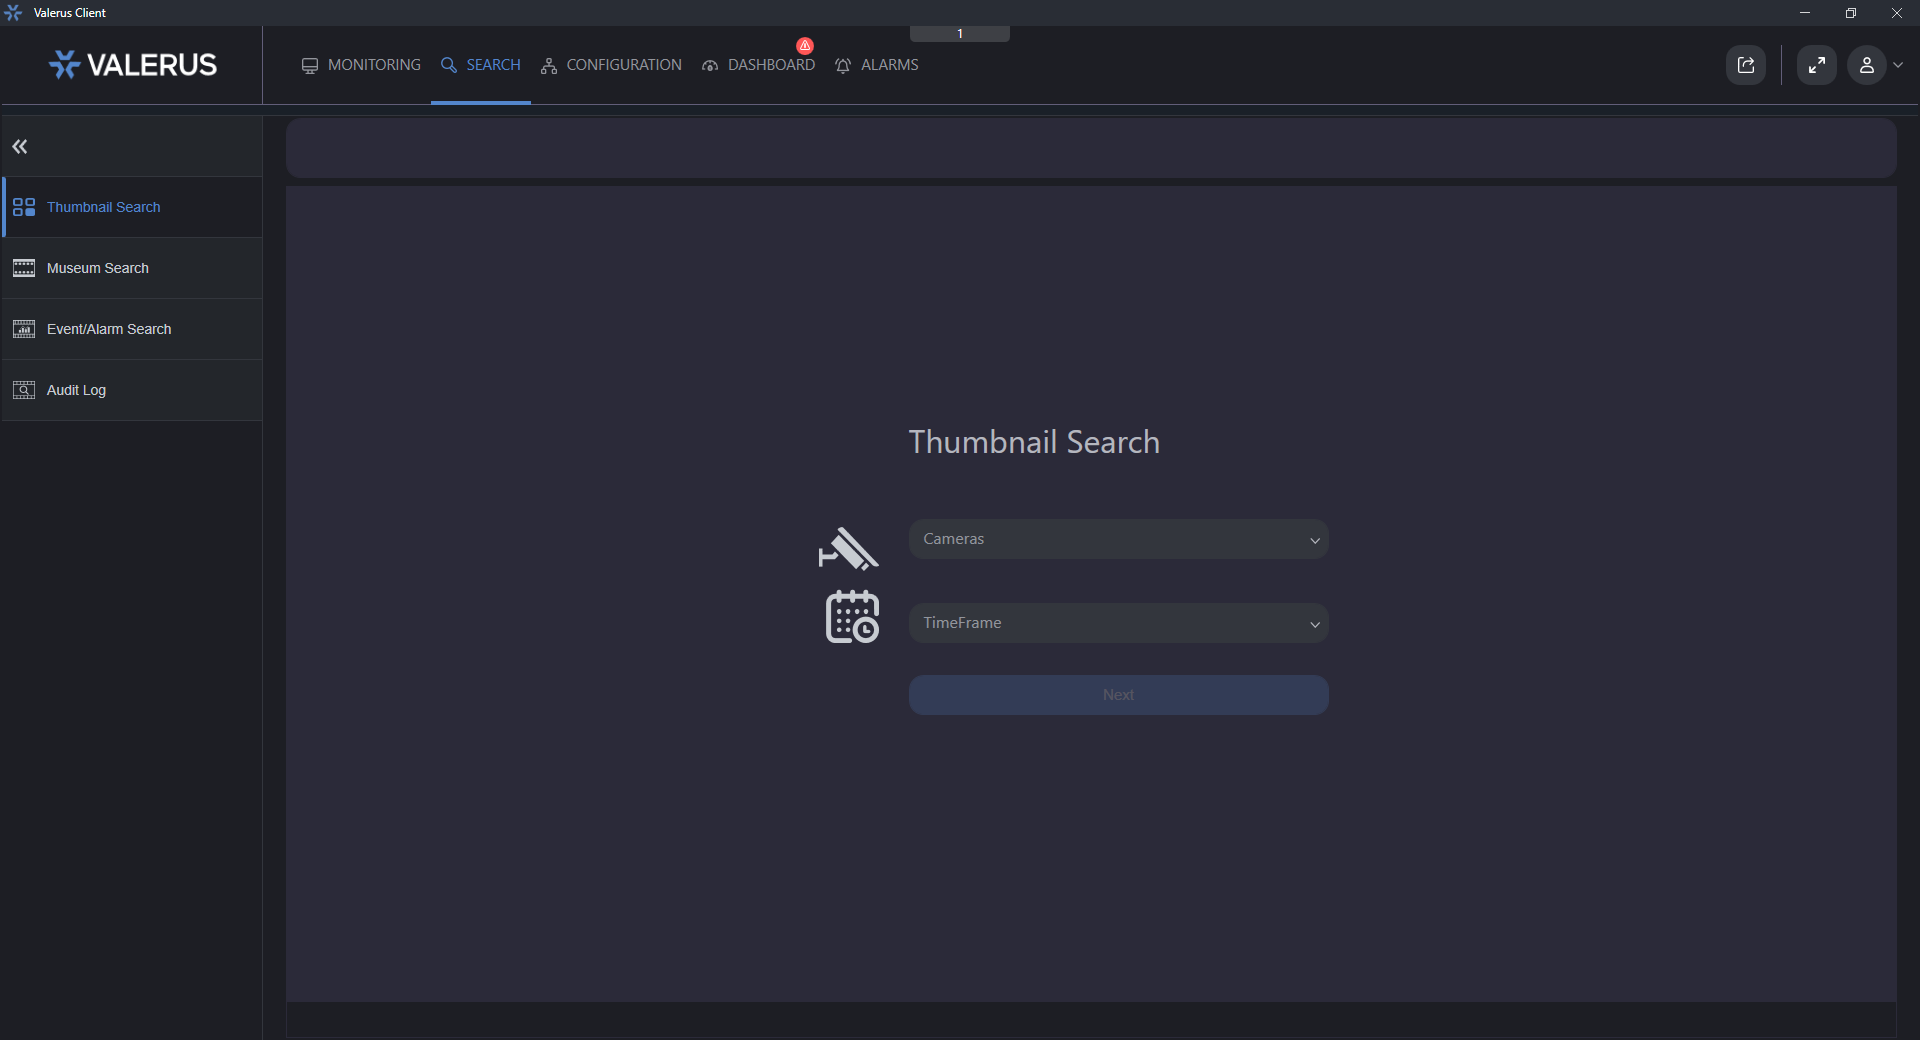 Valerus Client
1
VALERUS
MONITORING
SEARCH
CONFIGURATION
DASHBOARD
ALARMS
Thumbnail Search
Museum Search
Event/Alarm Search
Audit Log
Thumbnail Search
Cameras
TimeFrame
Next